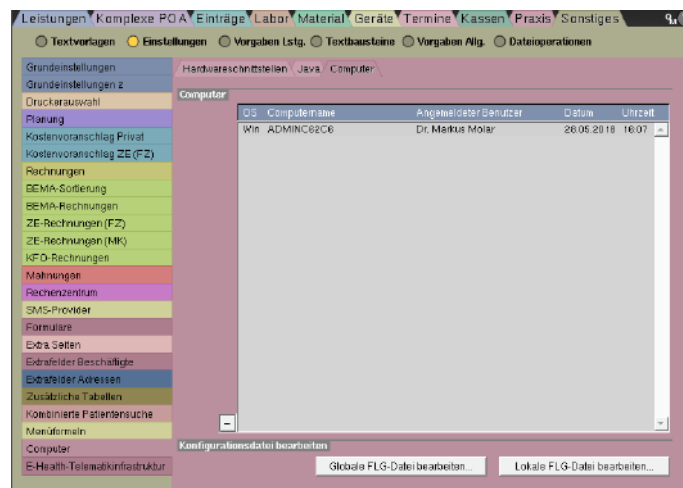 Leistungen Komplexe PO A Einträge Labor Material Geräte Termine Kassen Praxis Sonstiges
Textvorlagen Einstellungen Vorgaben Lstg. Textbausteine Vorgaben Allg. Dateioperationen
Grundeinstellungen
Grundeinstellungen 2
Druckerauswahl
Planung
Kostenvoranschlag Privat
Kostenvoranschlag ZE (FZ)
Rechnungen
BEMA-Sortierung
BEMA-Rechnungen
ZE-Rechnungen (FZ)
ZE-Rechnungen (MK)
KFO-Rechnungen
Mahnungen
Rechenzentrum
SMS-Provider
Formulare
Extra Seiten
Extrafelder Beschäftigte
Extrafelder Adressen
Zusätzliche Tabellen
Kombinierte Patientensuche
Menüformeln
Computer
E-Health-Telematikinfrastruktur
Hardwareschnittstellen Java Computer
Computer
OS Computername Angemeldeter Benutzer Datum Uhrzeit
Win ADMINC62C6 Dr. Markus Molar 28.05.2018 16:07
Konfigurationsdatei bearbeiten
Globale FLG-Datei bearbeiten... Lokale FLG-Datei bearbeiten...